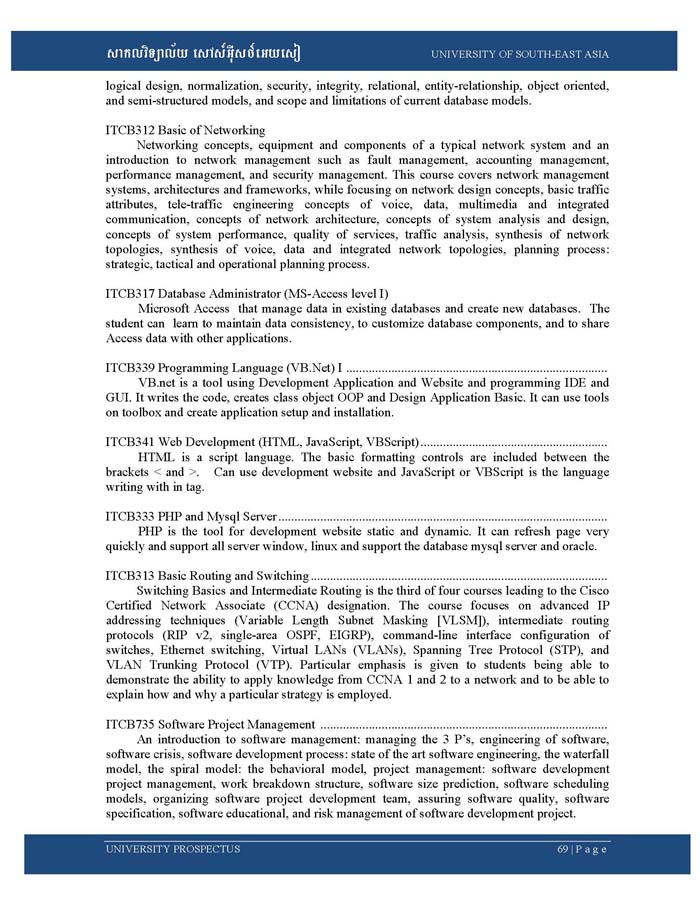 សាកលវិទ្យាល័យ សៅស៍អ៊ីសថ៍អេយសៀ UNIVERSITY OF SOUTH-EAST ASIA
logical design, normalization, security, integrity, relational, entity-relationship, object oriented,
and semi-structured models, and scope and limitations of current database models.
ITCB312 Basic of Networking
Networking concepts, equipment and components of a typical network system and an
introduction to network management such as fault management, accounting management,
performance management, and security management. This course covers network management
systems, architectures and frameworks, while focusing on network design concepts, basic traffic
attributes, tele-traffic engineering concepts of voice, data, multimedia and integrated
communication, concepts of network architecture, concepts of system analysis and design,
concepts of system performance, quality of services, traffic analysis, synthesis of network
topologies, synthesis of voice, data and integrated network topologies, planning process:
strategic, tactical and operational planning process.
ITCB317 Database Administrator (MS-Access level I)
Microsoft Access that manage data in existing databases and create new databases. The
student can learn to maintain data consistency, to customize database components, and to share
Access data with other applications.
ITCB339 Programming Language (VB.Net) I .................................................................................
VB.net is a tool using Development Application and Website and programming IDE and
GUI. It writes the code, creates class object OOP and Design Application Basic. It can use tools
on toolbox and create application setup and installation.
ITCB341 Web Development (HTML, JavaScript, VBScript)..........................................................
HTML is a script language. The basic formatting controls are included between the
brackets < and >. Can use development website and JavaScript or VBScript is the language
writing with in tag.
ITCB333 PHP and Mysql Server......................................................................................................
PHP is the tool for development website static and dynamic. It can refresh page very
quickly and support all server window, linux and support the database mysql server and oracle.
ITCB313 Basic Routing and Switching............................................................................................
Switching Basics and Intermediate Routing is the third of four courses leading to the Cisco
Certified Network Associate (CCNA) designation. The course focuses on advanced IP
addressing techniques (Variable Length Subnet Masking [VLSM]), intermediate routing
protocols (RIP v2, single-area OSPF, EIGRP), command-line interface configuration of
switches, Ethernet switching, Virtual LANs (VLANs), Spanning Tree Protocol (STP), and
VLAN Trunking Protocol (VTP). Particular emphasis is given to students being able to
demonstrate the ability to apply knowledge from CCNA 1 and 2 to a network and to be able to
explain how and why a particular strategy is employed.
ITCB735 Software Project Management .........................................................................................
An introduction to software management: managing the 3 P’s, engineering of software,
software crisis, software development process: state of the art software engineering, the waterfall
model, the spiral model: the behavioral model, project management: software development
project management, work breakdown structure, software size prediction, software scheduling
models, organizing software project development team, assuring software quality, software
specification, software educational, and risk management of software development project.
UNIVERSITY PROSPECTUS 69 | P a g e